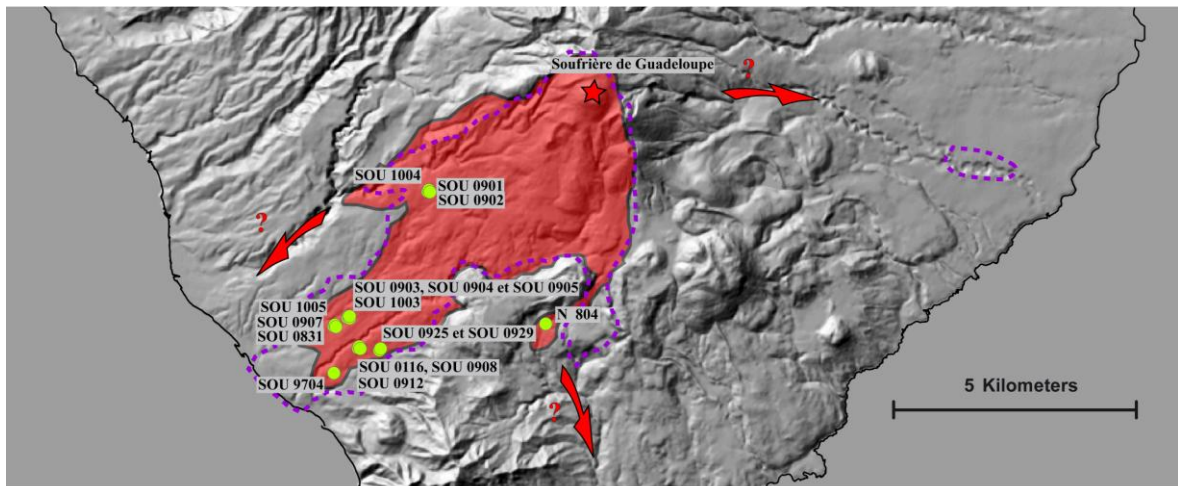 Soufrière de Guadeloupe
?
SOU 1004
SOU 0901
SOU 0902
?
SOU 0903, SOU 0904 et SOU 0905
SOU 1003
SOU 1005
SOU 0907
SOU 0831
N 804
SOU 0925 et SOU 0929
SOU 0116, SOU 0908
SOU 0912
SOU 9704
?
5 Kilometers